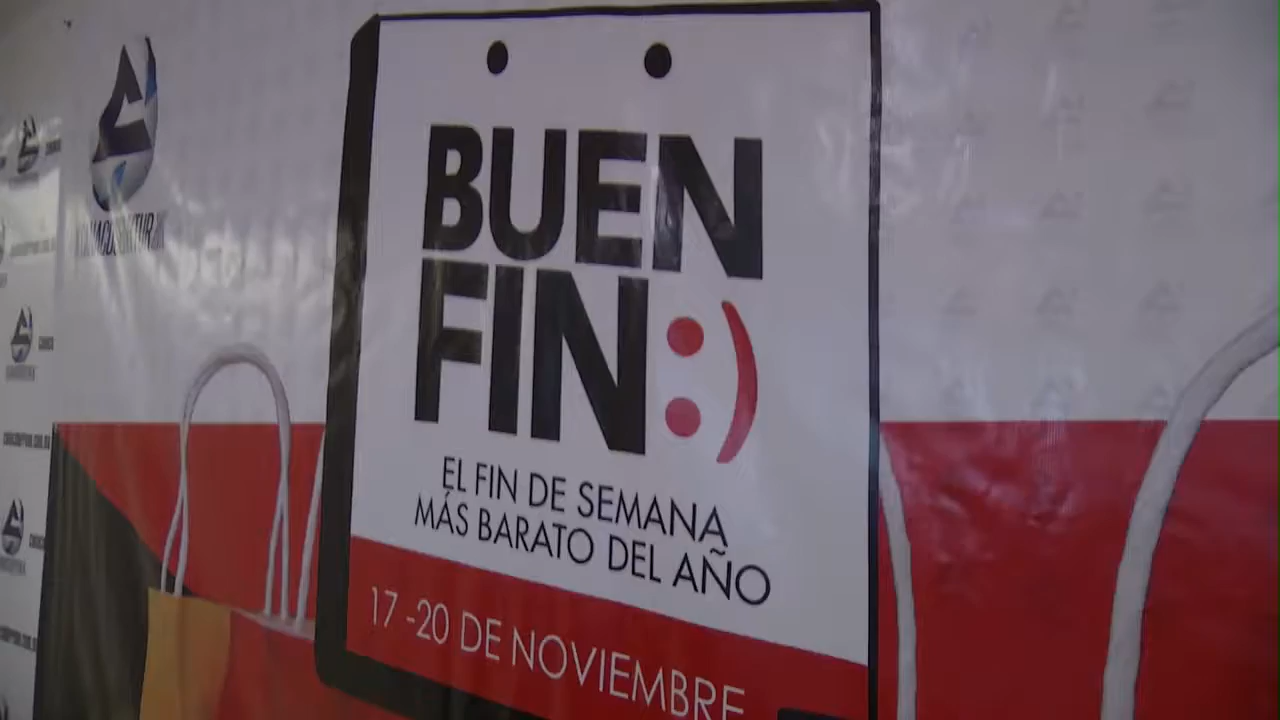 BUEN
FIN:)
EL FIN DE SEMANA
MÁS BARATO DEL AÑO
17-20 DE NOVIEMBRE